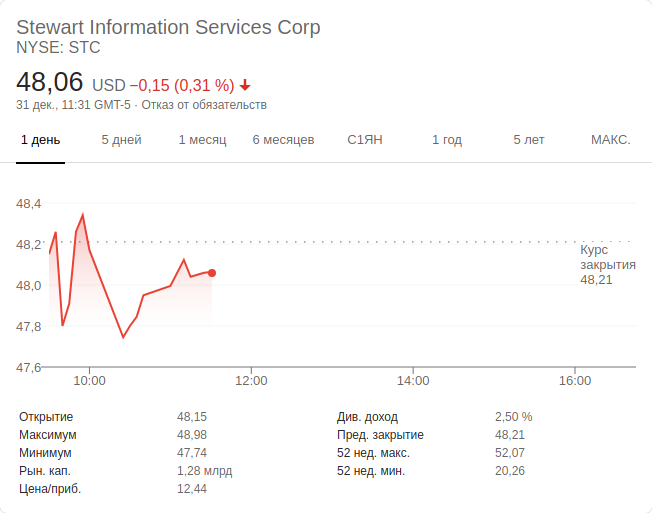 Stewart Information Services Corp
NYSE: STC
48,06 USD −0,15 (0,31 %)
31 дек., 11:31 GMT-5 · Отказ от обязательств
1 день 5 дней 1 месяц 6 месяцев С1ЯН 1 год 5 лет МАКС.
48,4
48,2
Курс
закрытия
48,21
48,0
47,8
47,6
10:00 12:00 14:00 16:00
Открытие 48,15 Див. доход 2,50 %
Максимум 48,98 Пред. закрытие 48,21
Минимум 47,74 52 нед. макс. 52,07
Рын. кап. 1,28 млрд 52 нед. мин. 20,26
Цена/приб. 12,44